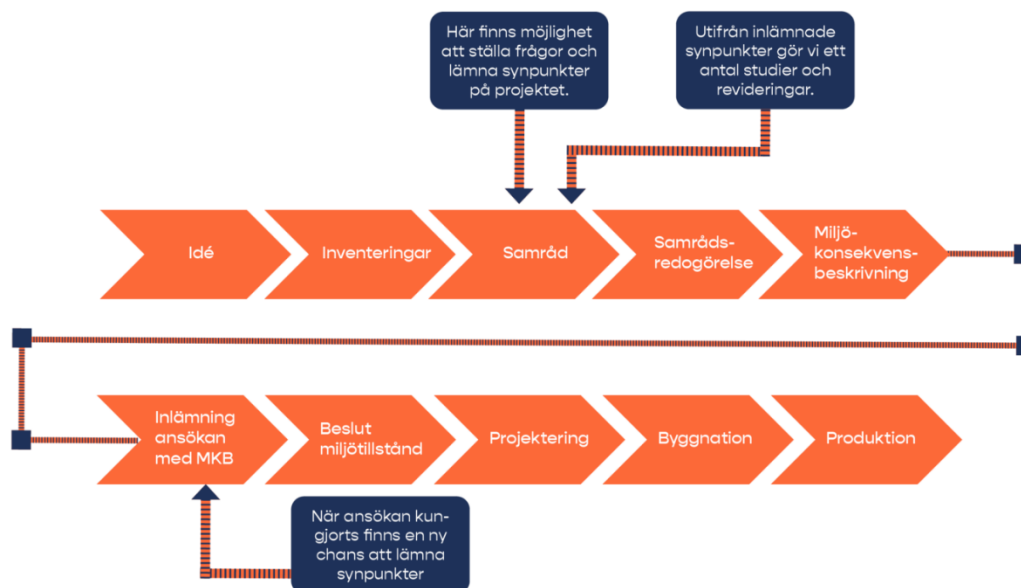 Här finns möjlighet
att ställa frågor och
lämna synpunkter
på projektet.
Utifrån inlämnade
synpunkter gör vi ett
antal studier och
revideringar.
Idé
Inventeringar
Samråd
Samråds-
redogörelse
Miljö-
konsekvens-
beskrivning
Inlämning
ansökan
med MKB
Beslut
miljötillstånd
Projektering
Byggnation
Produktion
När ansökan kun-
gjorts finns en ny
chans att lämna
synpunkter